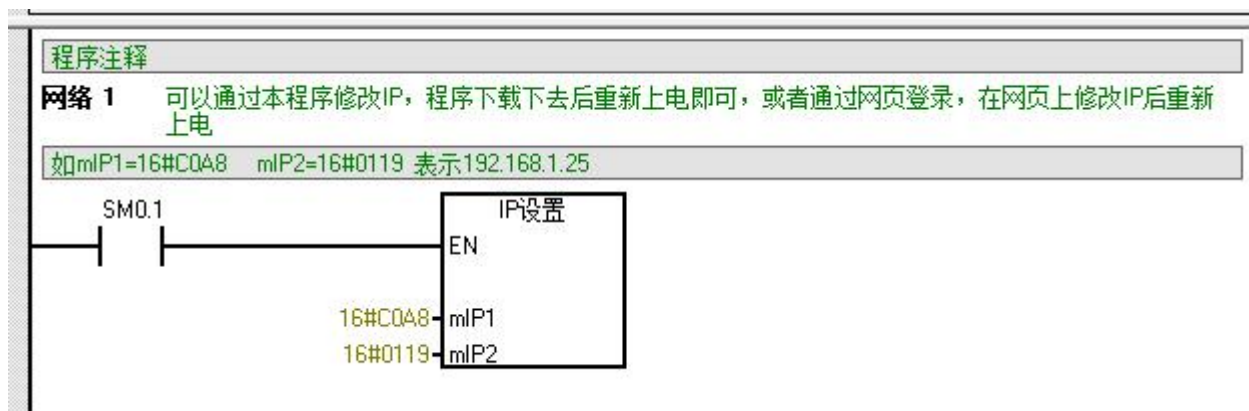 程序注释
网络 1 可以通过本程序修改IP，程序下载下去后重新上电即可，或者通过网页登录，在网页上修改IP后重新
上电
如mIP1=16#C0A8 mIP2=16#0119 表示192.168.1.25
SM0.1 IP设置
EN
16#C0A8 mIP1
16#0119 mIP2